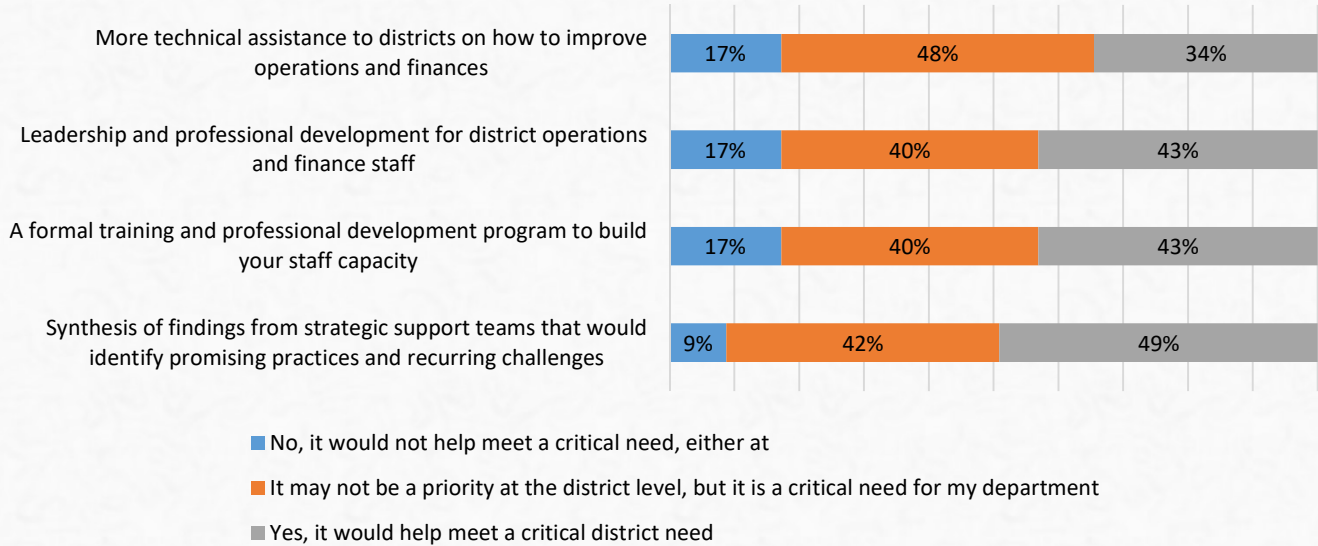 More technical assistance to districts on how to improve
operations and finances
17% 48% 34%
Leadership and professional development for district operations
and finance staff
17% 40% 43%
A formal training and professional development program to build
your staff capacity
17% 40% 43%
Synthesis of findings from strategic support teams that would
identify promising practices and recurring challenges
9% 42% 49%
No, it would not help meet a critical need, either at
It may not be a priority at the district level, but it is a critical need for my department
Yes, it would help meet a critical district need